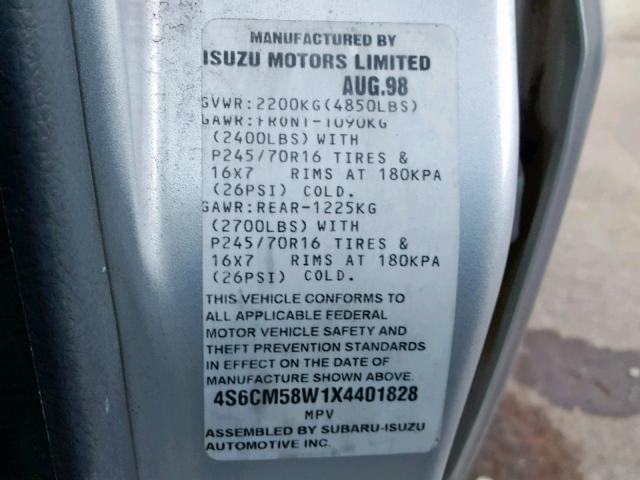 MANUFACTURED BY
ISUZU MOTORS LIMITED
AUG.98
GVWR:2200KG(4850LBS)
GAWR:FRONT-1090KG
(2400LBS) WITH
P245/70R16 TIRES &
16X7 RIMS AT 180KPA
(26PSI) COLD.
GAWR:REAR-1225KG
(2700LBS) WITH
P245/70R16 TIRES &
16X7 RIMS AT 180KPA
(26PSI) COLD.
THIS VEHICLE CONFORMS TO
ALL APPLICABLE FEDERAL
MOTOR VEHICLE SAFETY AND
THEFT PREVENTION STANDARDS
IN EFFECT ON THE DATE OF
MANUFACTURE SHOWN ABOVE.
4S6CM58W1X4401828
MPV
ASSEMBLED BY SUBARU-ISUZU
AUTOMOTIVE INC.